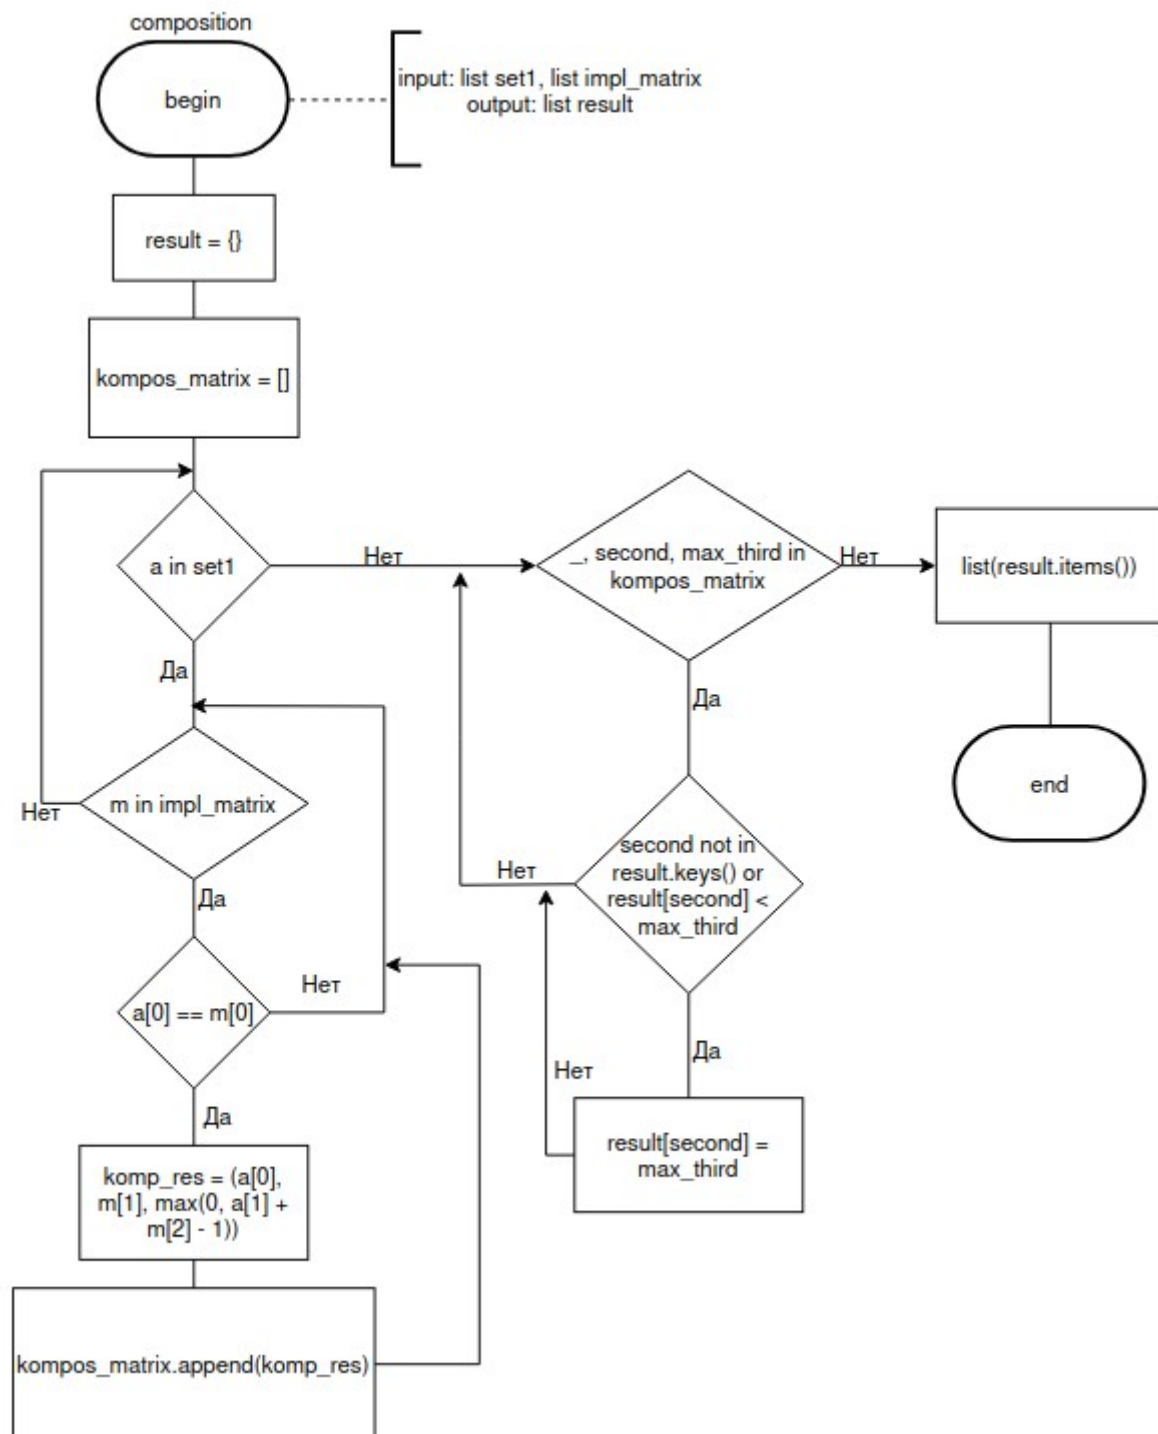 composition
begin
input: list set1, list impl_matrix
output: list result
result = {}
kompos_matrix = []
a in set1
Нет
_, second, max_third in
kompos_matrix
Нет
list(result.items())
Да
Да
m in impl_matrix
Нет
end
Да
second not in
result.keys() or
result[second] <
max_third
Нет
a[0] == m[0]
Нет
Да
Да
Нет
komp_res = (a[0],
m[1], max(0, a[1] +
m[2] - 1))
result[second] =
max_third
kompos_matrix.append(komp_res)